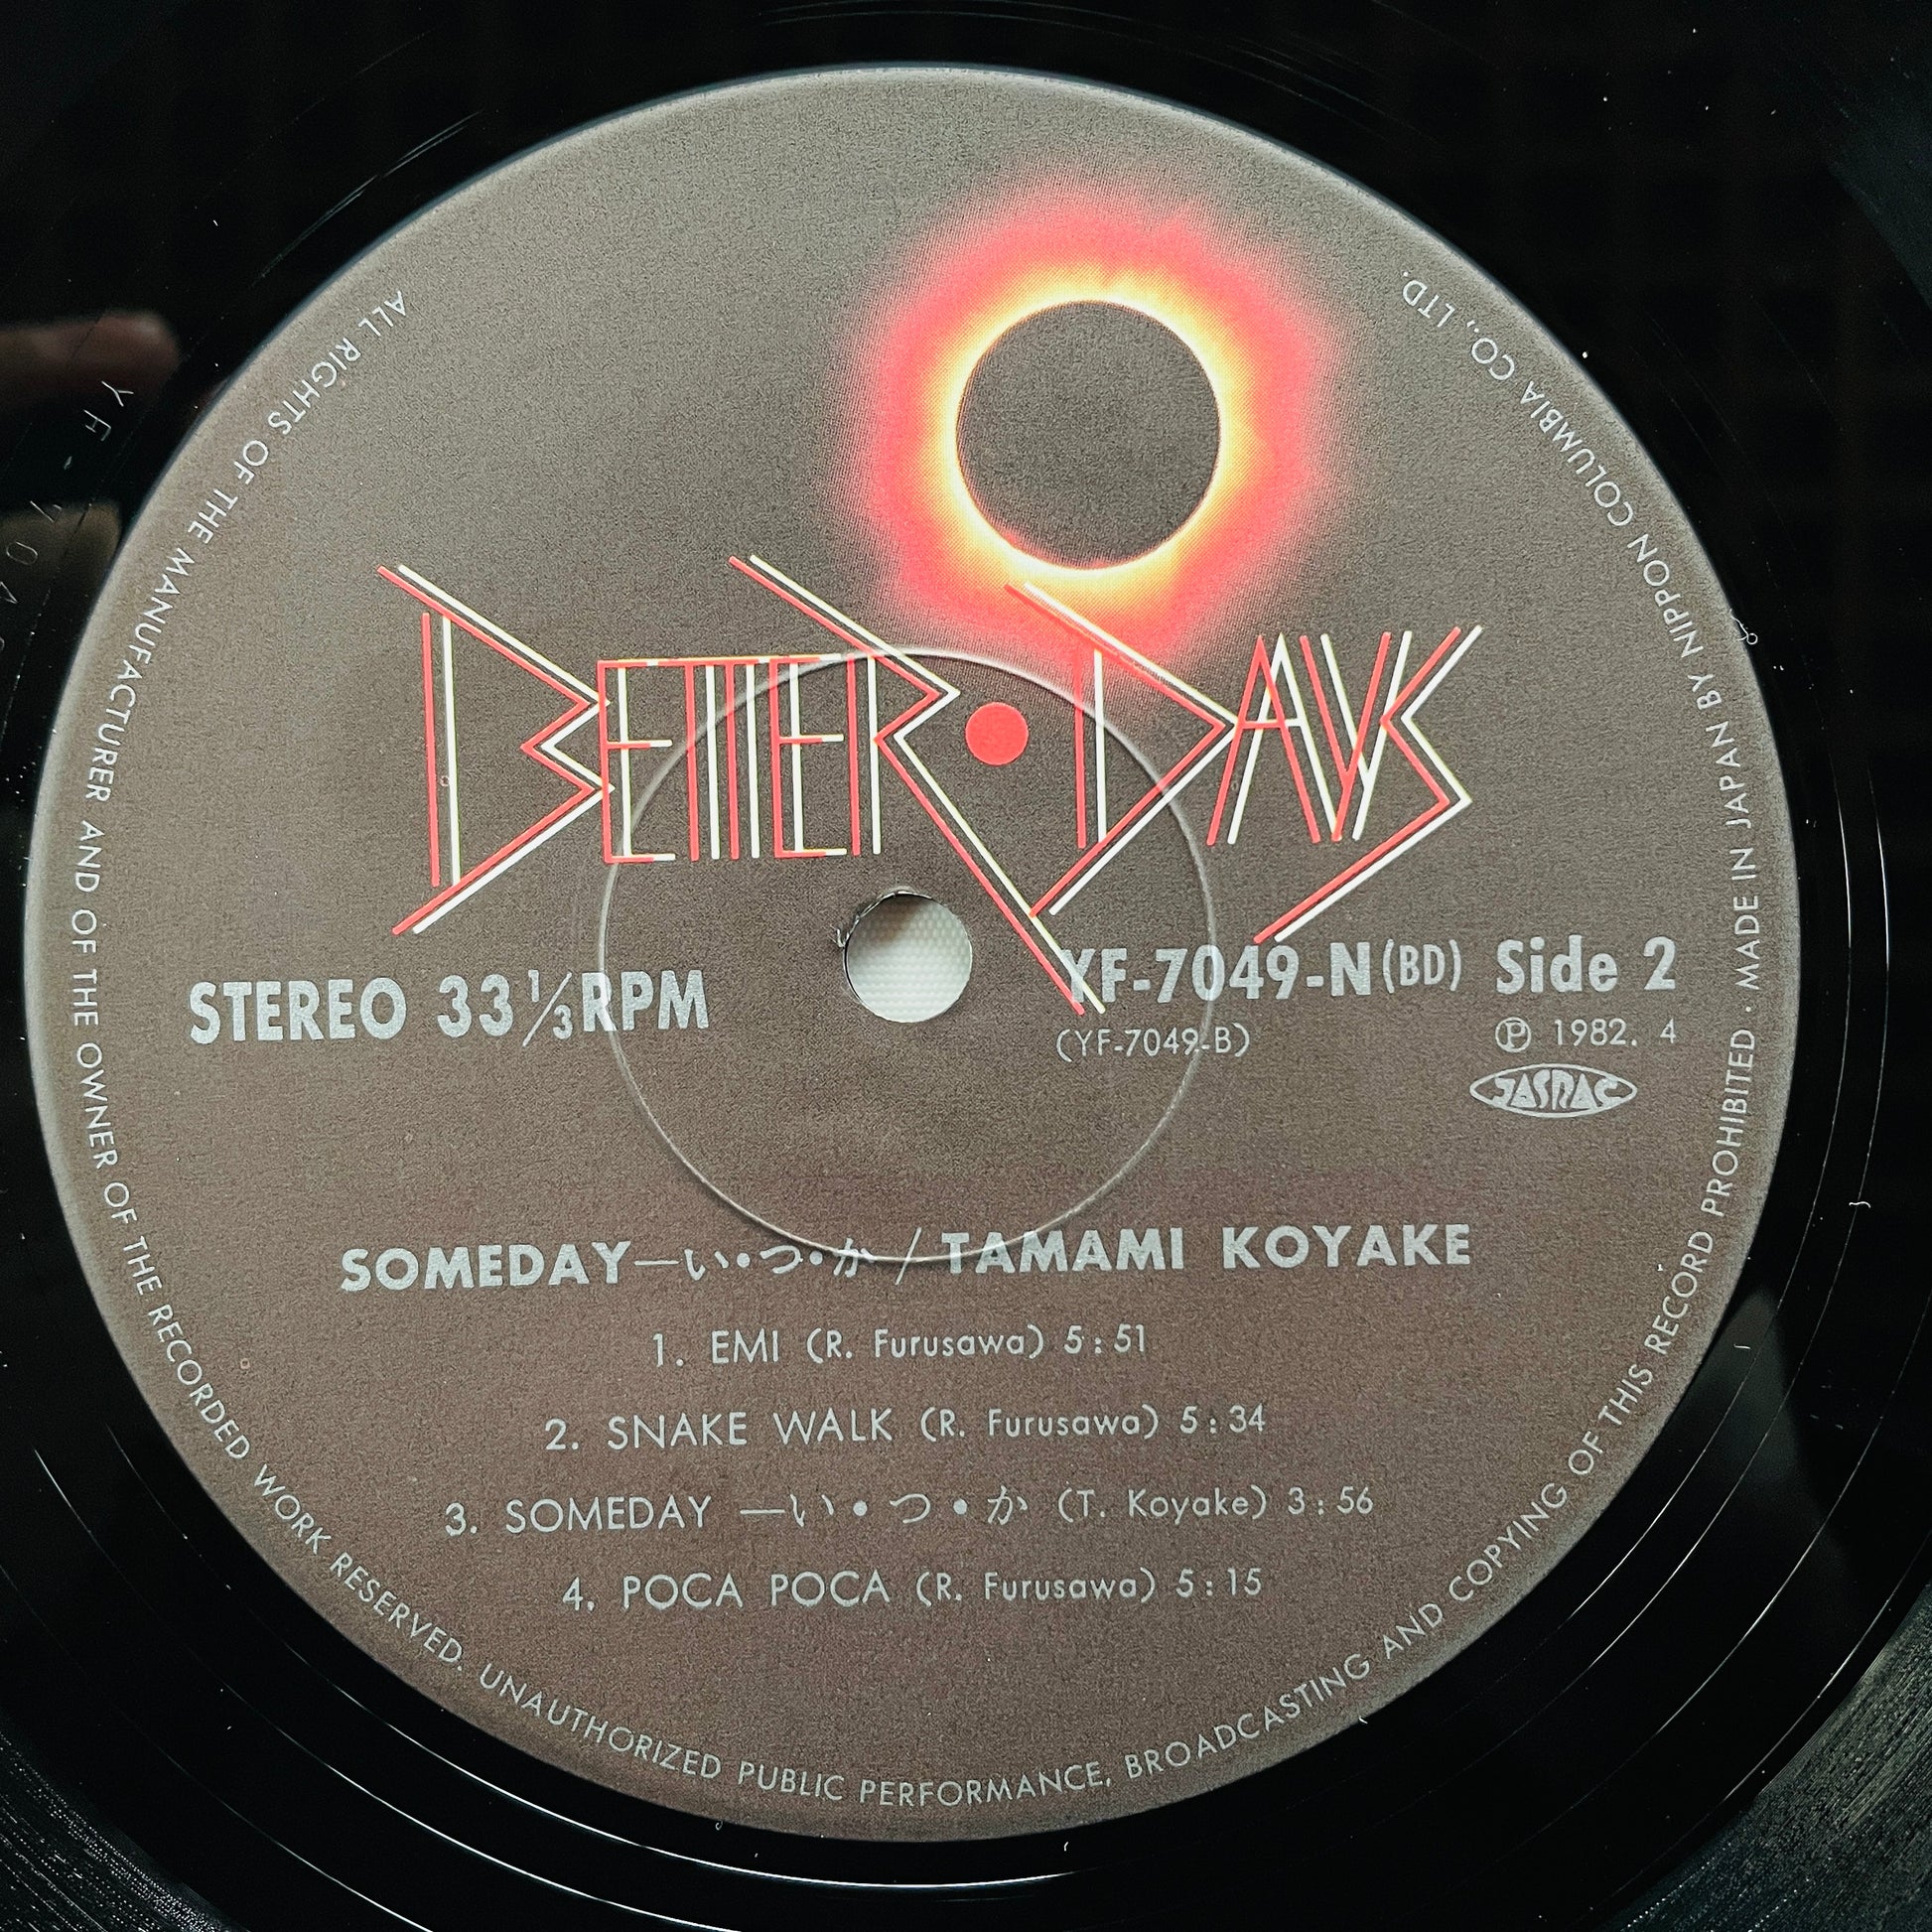 BETTER • DAYS
STEREO 33 1/3 RPM
YF-7049-N (BD) Side 2
(YF-7049-B) Ⓟ 1982. 4
JASRAC
SOMEDAY—い•つ•か / TAMAMI KOYAKE
1. EMI (R. Furusawa) 5:51
2. SNAKE WALK (R. Furusawa) 5:34
3. SOMEDAY —い•つ•か (T. Koyake) 3:56
4. POCA POCA (R. Furusawa) 5:15
ALL RIGHTS OF THE MANUFACTURER AND OF THE OWNER OF THE RECORDED WORK RESERVED. UNAUTHORIZED PUBLIC PERFORMANCE, BROADCASTING AND COPYING OF THIS RECORD PROHIBITED · MADE IN JAPAN BY NIPPON COLUMBIA CO., LTD.